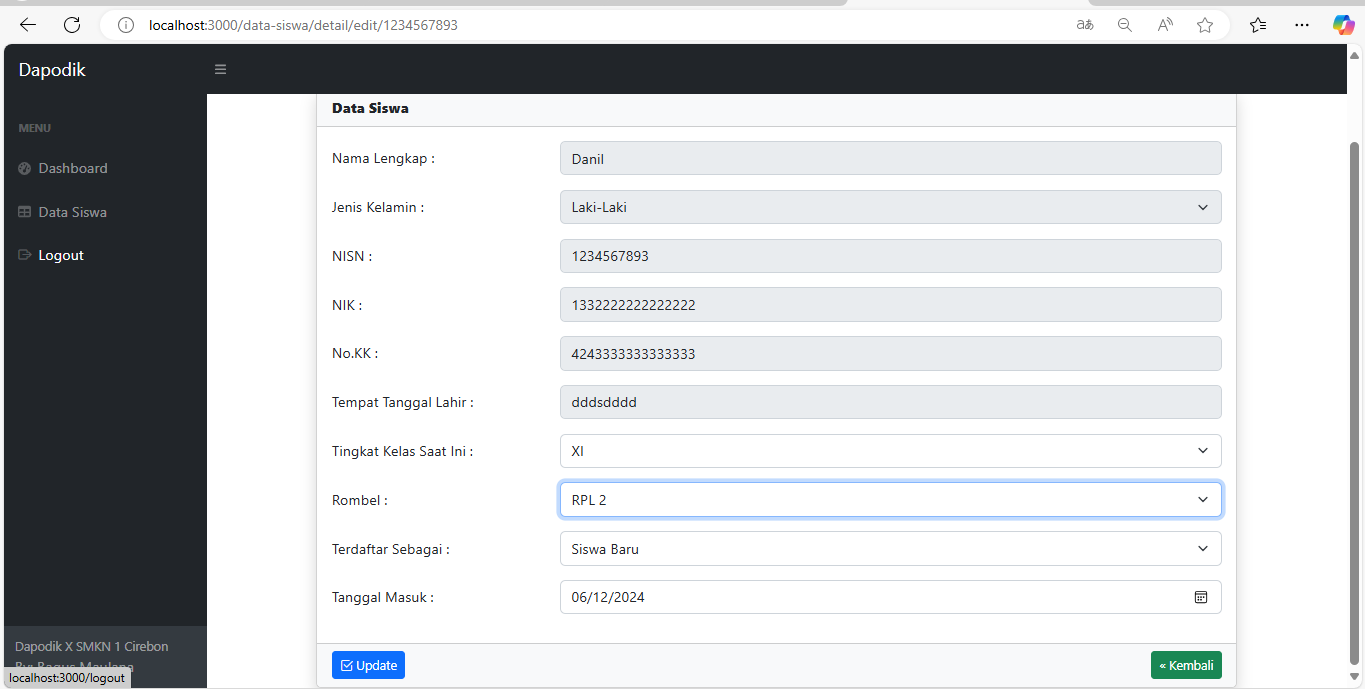 localhost:3000/data-siswa/detail/edit/1234567893
Dapodik
MENU
Dashboard
Data Siswa
Logout
Data Siswa
Nama Lengkap : Danil
Jenis Kelamin : Laki-Laki
NISN : 1234567893
NIK : 1332222222222222
No.KK : 4243333333333333
Tempat Tanggal Lahir : dddsdddd
Tingkat Kelas Saat Ini : XI
Rombel : RPL 2
Terdaftar Sebagai : Siswa Baru
Tanggal Masuk : 06/12/2024
Update
« Kembali
Dapodik X SMKN 1 Cirebon
By: Bagus Maulana
localhost:3000/logout